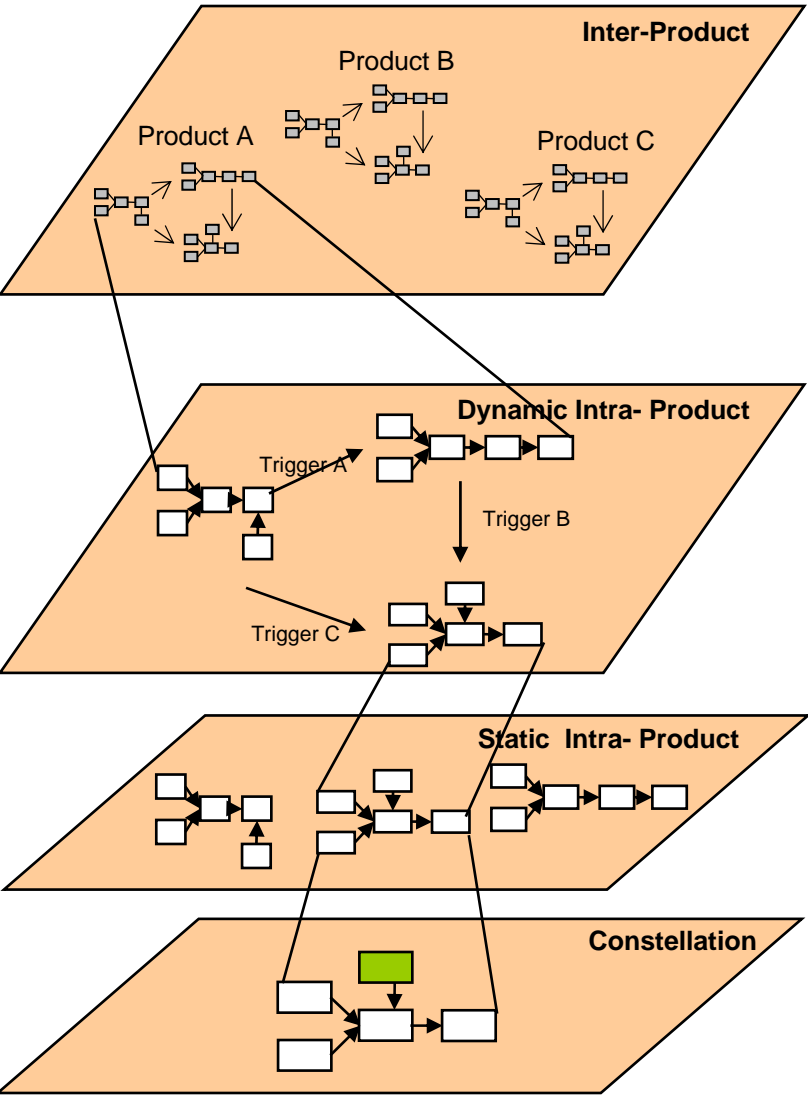 Inter-Product
Product B
Product A
Product C
Dynamic Intra- Product
Trigger A
Trigger B
Trigger C
Static  Intra- Product
Constellation